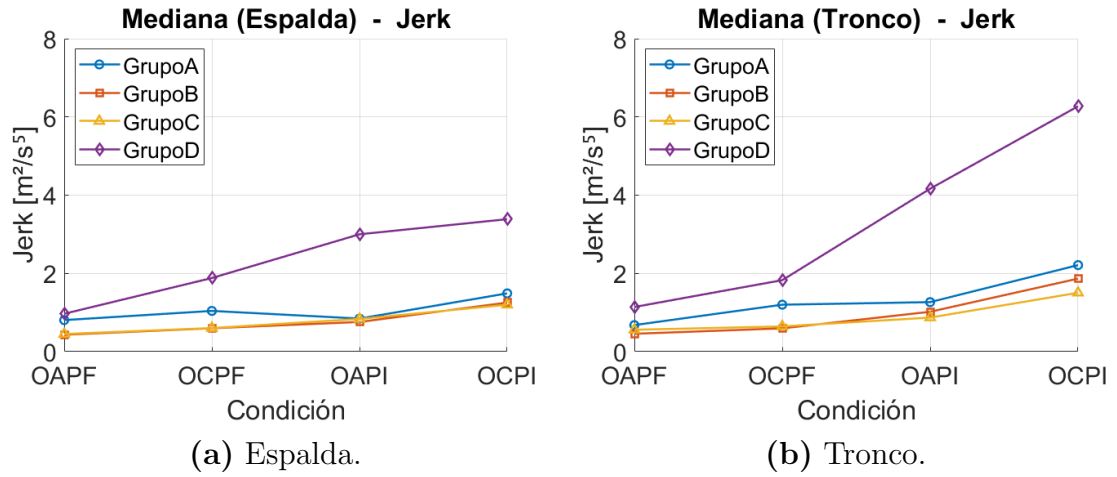 Mediana (Espalda) - Jerk
8
6
4
2
0
Jerk [m²/s⁵]
GrupoA
GrupoB
GrupoC
GrupoD
OAPF OCPF OAPI OCPI
Condición
(a) Espalda.
Mediana (Tronco) - Jerk
8
6
4
2
0
Jerk [m²/s⁵]
GrupoA
GrupoB
GrupoC
GrupoD
OAPF OCPF OAPI OCPI
Condición
(b) Tronco.